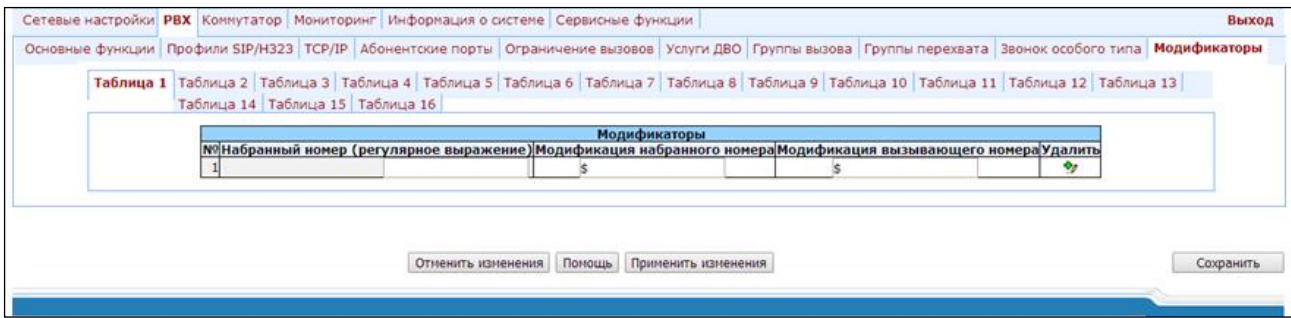 Сетевые настройки PBX Коммутатор Мониторинг Информация о системе Сервисные функции Выход
Основные функции Профили SIP/H323 TCP/IP Абонентские порты Ограничение вызовов Услуги ДВО Группы вызова Группы перехвата Звонок особого типа Модификаторы
Таблица 1 Таблица 2 Таблица 3 Таблица 4 Таблица 5 Таблица 6 Таблица 7 Таблица 8 Таблица 9 Таблица 10 Таблица 11 Таблица 12 Таблица 13
Таблица 14 Таблица 15 Таблица 16
Модификаторы
№ Набранный номер (регулярное выражение) Модификация набранного номера Модификация вызывающего номера Удалить
1 $ $
Отменить изменения Помощь Применить изменения Сохранить